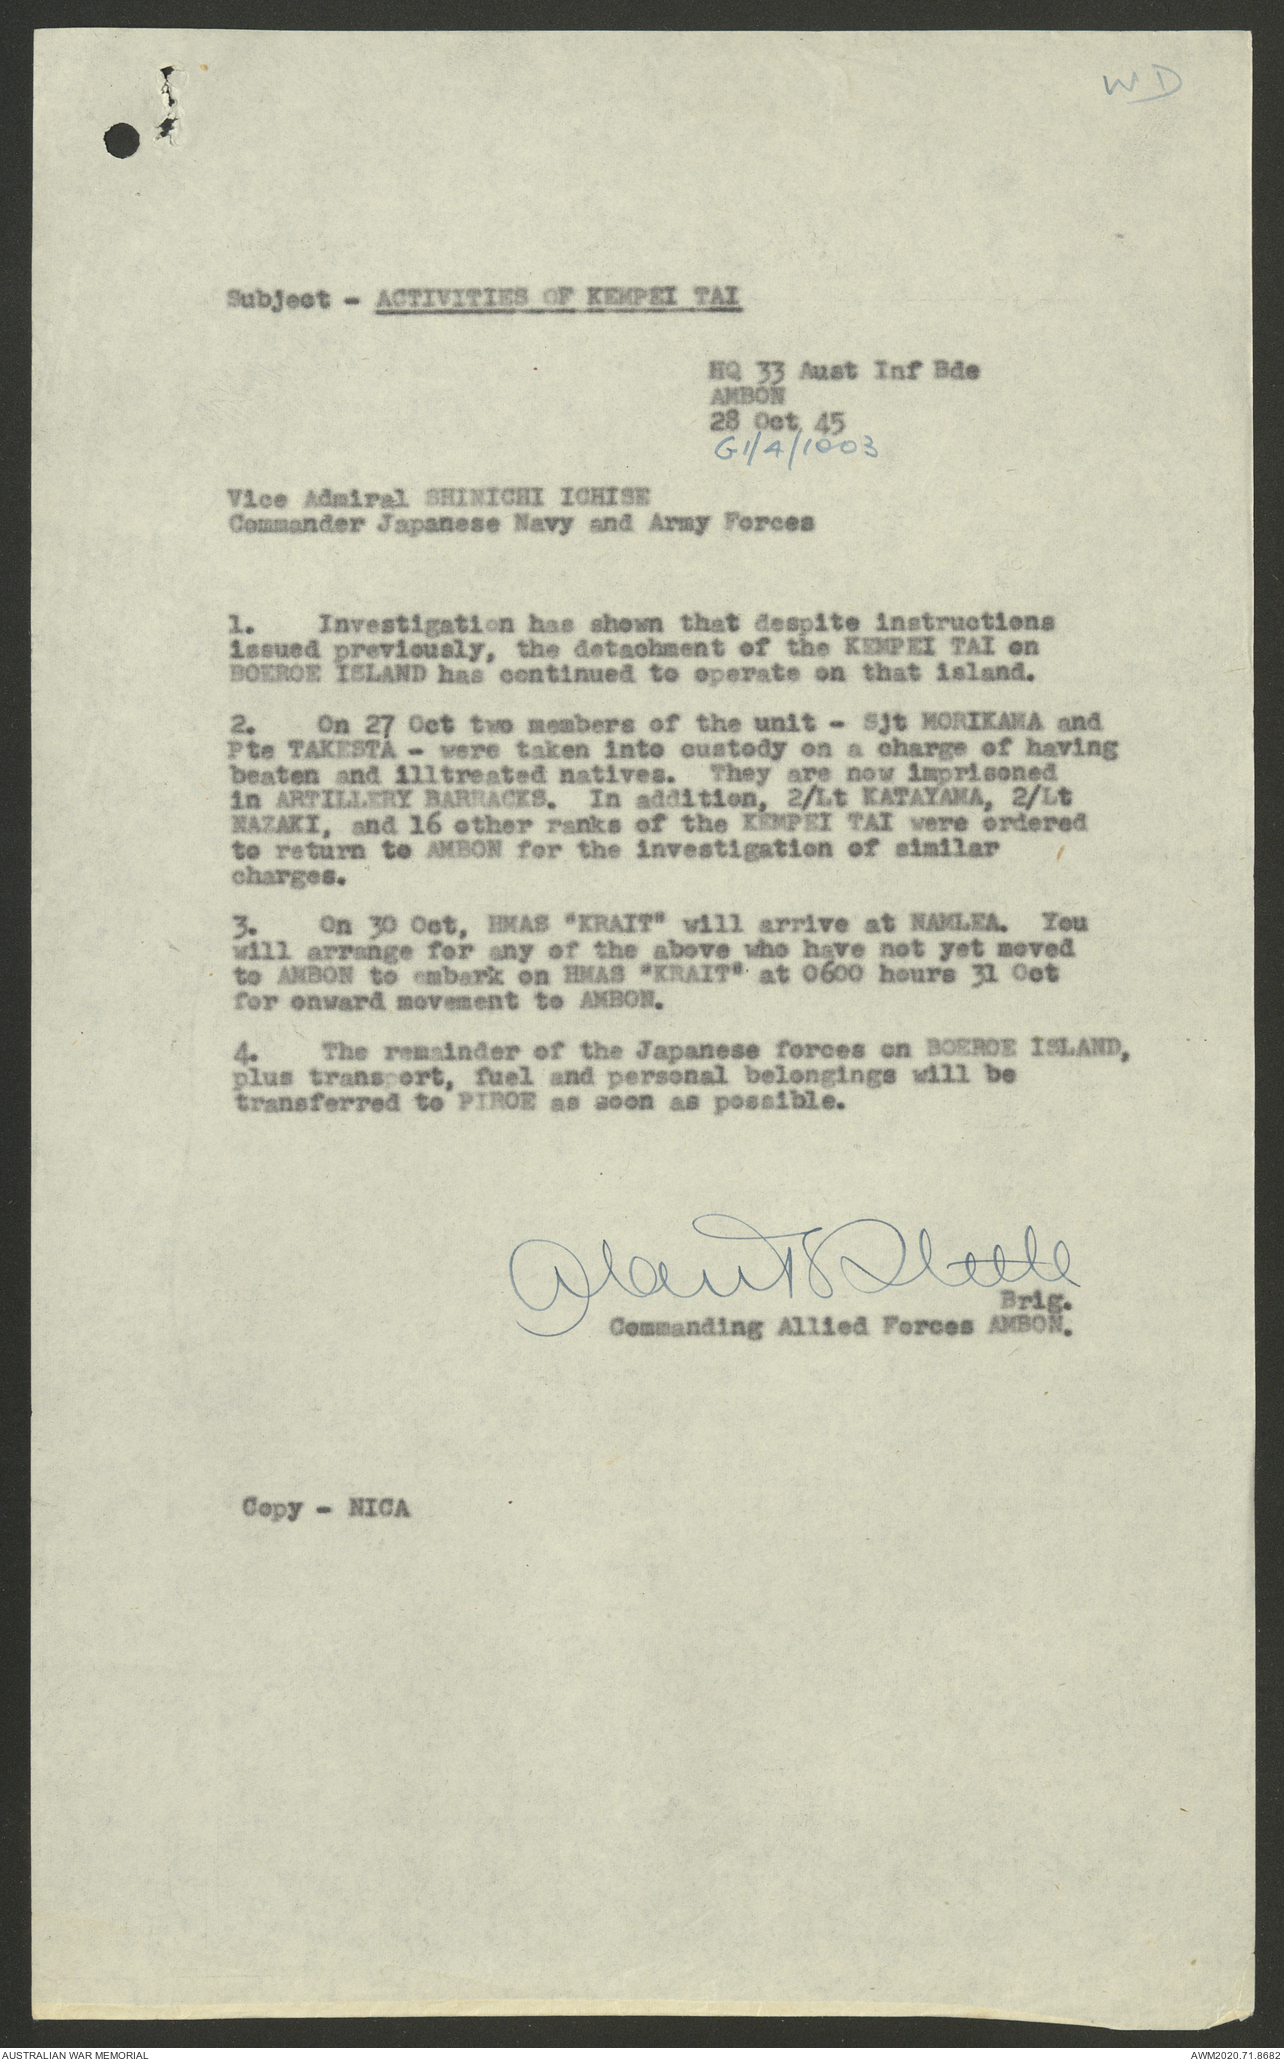 WD
Subject - ACTIVITIES OF KEMPEI TAI
HQ 33 Aust Inf Bde
AMBON
28 Oct 45
G1/4/1003
Vice Admiral SHINICHI ICHISE
Commander Japanese Navy and Army Forces
1. Investigation has shown that despite instructions
issued previously, the detachment of the KEMPEI TAI on
BOEROE ISLAND has continued to operate on that island.
2. On 27 Oct two members of the unit - Sjt MORIKAWA and
Pte TAKESTA - were taken into custody on a charge of having
beaten and illtreated natives. They are now imprisoned
in ARTILLERY BARRACKS. In addition, 2/Lt KATAYAMA, 2/Lt
NAZAKI, and 16 other ranks of the KEMPEI TAI were ordered
to return to AMBON for the investigation of similar
charges.
3. On 30 Oct, HMAS "KRAIT" will arrive at NAMLEA. You
will arrange for any of the above who have not yet moved
to AMBON to embark on HMAS "KRAIT" at 0600 hours 31 Oct
for onward movement to AMBON.
4. The remainder of the Japanese forces on BOEROE ISLAND,
plus transport, fuel and personal belongings will be
transferred to PIROE as soon as possible.
Brig.
Commanding Allied Forces AMBON.
Copy - NICA
AUSTRALIAN WAR MEMORIAL
AWM2020.71.8682